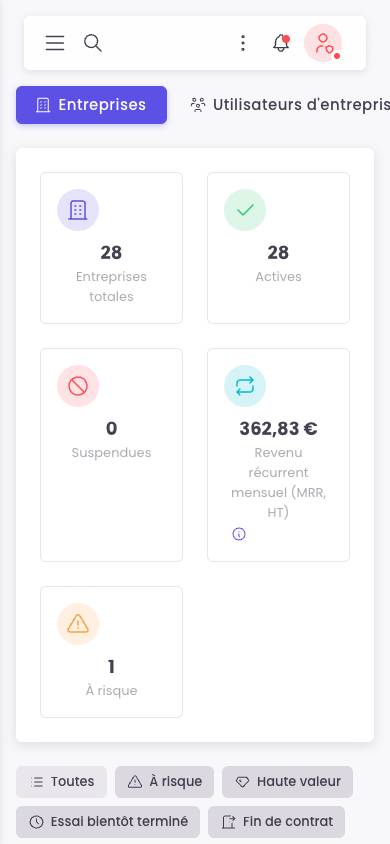 Entreprises
Utilisateurs d'entrepris
28
Entreprises
totales
28
Actives
0
Suspendues
362,83 €
Revenu
récurrent
mensuel (MRR,
HT)
1
À risque
Toutes
À risque
Haute valeur
Essai bientôt terminé
Fin de contrat